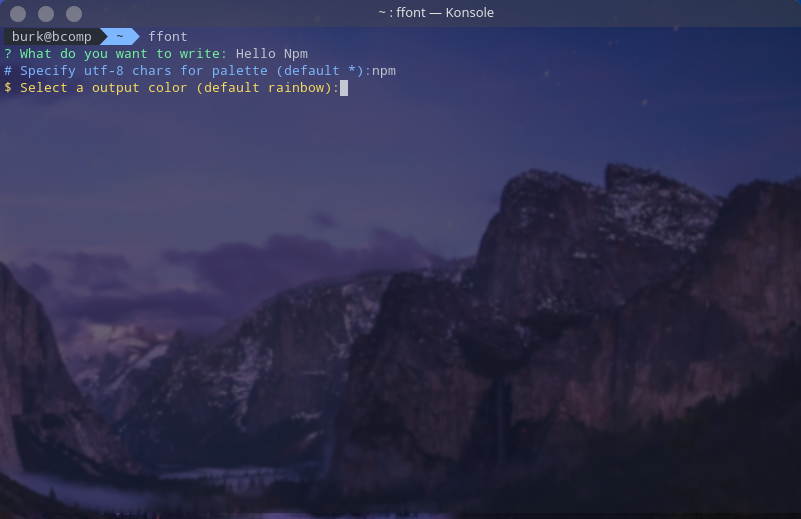 ~ : ffont — Konsole
burk@bcomp ~ ffont
? What do you want to write: Hello Npm
# Specify utf-8 chars for palette (default *):npm
$ Select a output color (default rainbow):